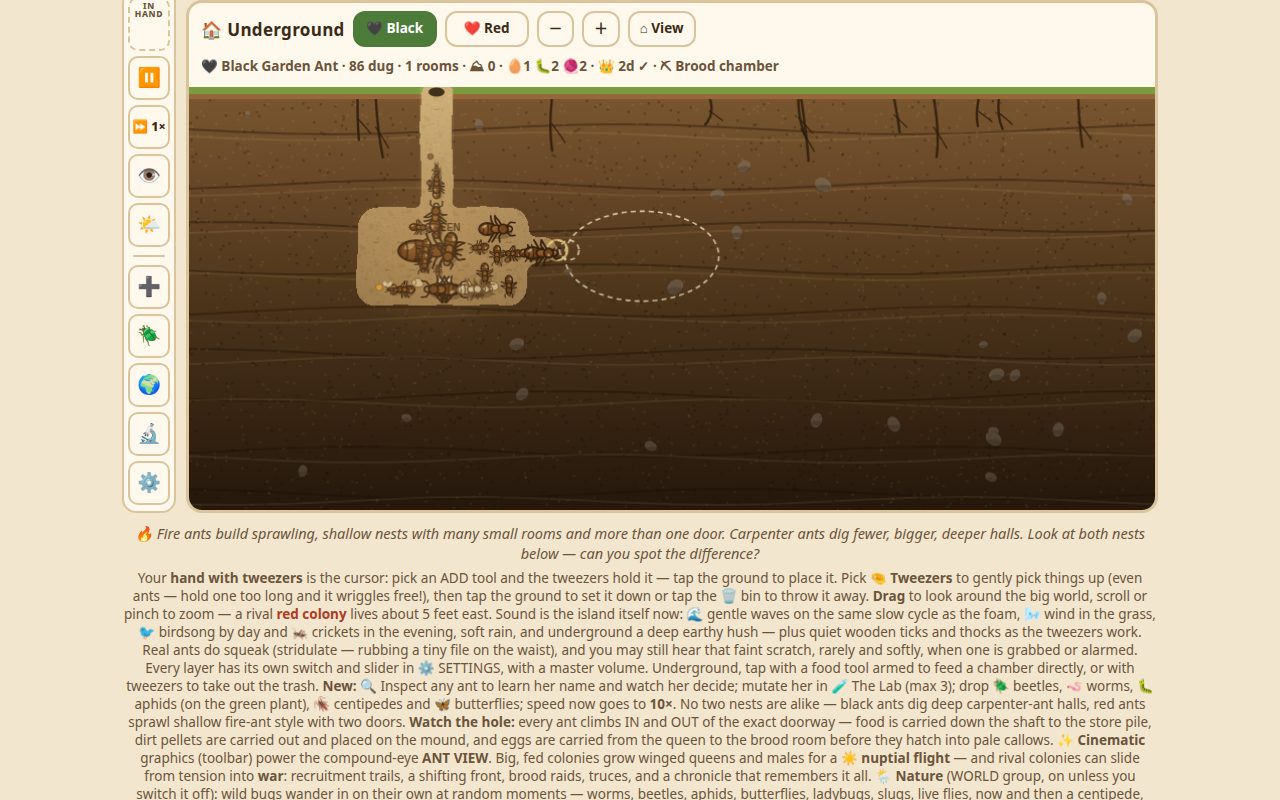 IN
HAND
🏠 Underground 🖤 Black ❤️ Red − + ⌂ View
🖤 Black Garden Ant · 86 dug · 1 rooms · ⛰ 0 · 🥚1 🐛2 🧶2 · 👑 2d ✓ · ⛏ Brood chamber
⏩ 1×
🔥 Fire ants build sprawling, shallow nests with many small rooms and more than one door. Carpenter ants dig fewer, bigger, deeper halls. Look at both nests
below — can you spot the difference?
Your hand with tweezers is the cursor: pick an ADD tool and the tweezers hold it — tap the ground to place it. Pick 🤏 Tweezers to gently pick things up (even
ants — hold one too long and it wriggles free!), then tap the ground to set it down or tap the 🗑️ bin to throw it away. Drag to look around the big world, scroll or
pinch to zoom — a rival red colony lives about 5 feet east. Sound is the island itself now: 🌊 gentle waves on the same slow cycle as the foam, 🌬️ wind in the grass,
🐦 birdsong by day and 🦗 crickets in the evening, soft rain, and underground a deep earthy hush — plus quiet wooden ticks and thocks as the tweezers work.
Real ants do squeak (stridulate — rubbing a tiny file on the waist), and you may still hear that faint scratch, rarely and softly, when one is grabbed or alarmed.
Every layer has its own switch and slider in ⚙️ SETTINGS, with a master volume. Underground, tap with a food tool armed to feed a chamber directly, or with
tweezers to take out the trash. New: 🔍 Inspect any ant to learn her name and watch her decide; mutate her in 🧪 The Lab (max 3); drop 🪲 beetles, 🪱 worms, 🐛
aphids (on the green plant), 🦂 centipedes and 🦋 butterflies; speed now goes to 10×. No two nests are alike — black ants dig deep carpenter-ant halls, red ants
sprawl shallow fire-ant style with two doors. Watch the hole: every ant climbs IN and OUT of the exact doorway — food is carried down the shaft to the store pile,
dirt pellets are carried out and placed on the mound, and eggs are carried from the queen to the brood room before they hatch into pale callows. ✨ Cinematic
graphics (toolbar) power the compound-eye ANT VIEW. Big, fed colonies grow winged queens and males for a ☀️ nuptial flight — and rival colonies can slide
from tension into war: recruitment trails, a shifting front, brood raids, truces, and a chronicle that remembers it all. 🌦️ Nature (WORLD group, on unless you
switch it off): wild bugs wander in on their own at random moments — worms, beetles, aphids, butterflies, ladybugs, slugs, live flies, now and then a centipede,